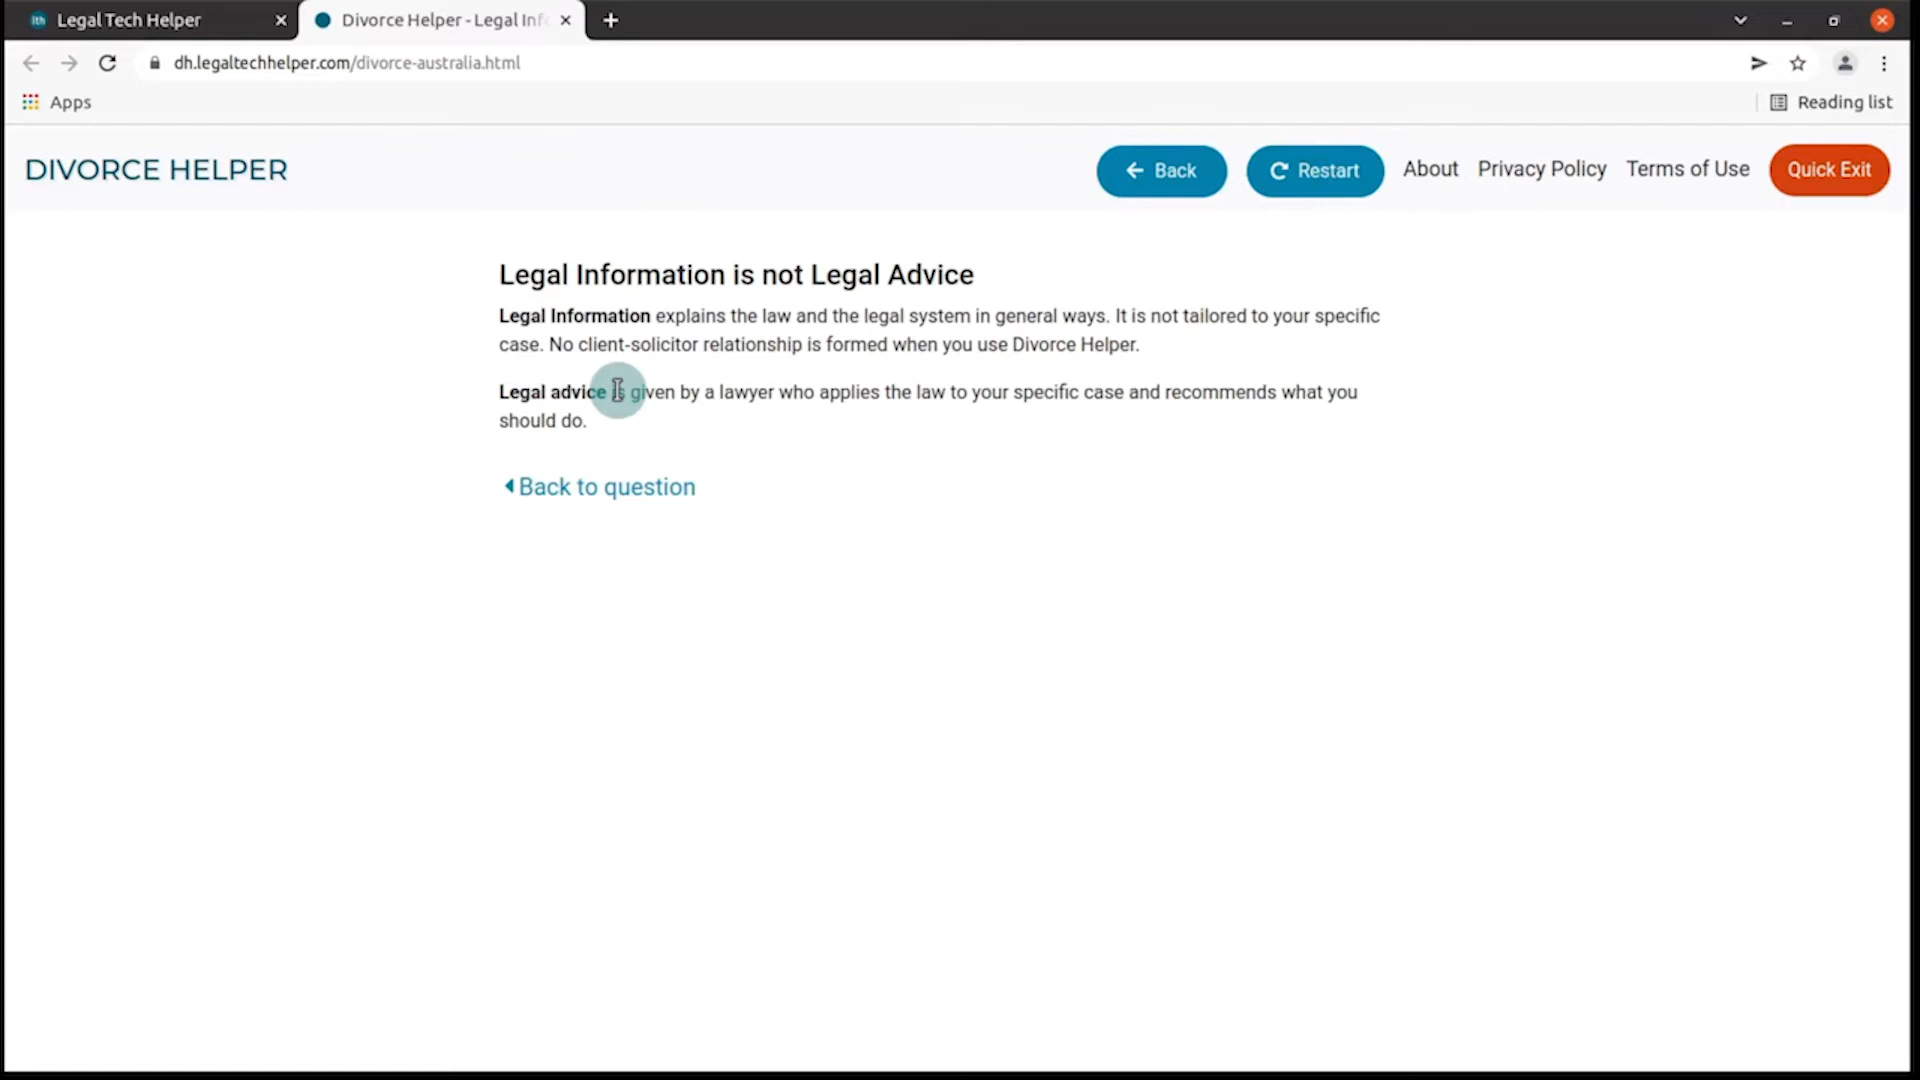 lth Legal Tech Helper
Divorce Helper - Legal Inf
dh.legaltechhelper.com/divorce-australia.html
Apps
Reading list
DIVORCE HELPER
Back
Restart
About
Privacy Policy
Terms of Use
Quick Exit
Legal Information is not Legal Advice
Legal Information explains the law and the legal system in general ways. It is not tailored to your specific
case. No client-solicitor relationship is formed when you use Divorce Helper.
Legal advice is given by a lawyer who applies the law to your specific case and recommends what you
should do.
Back to question